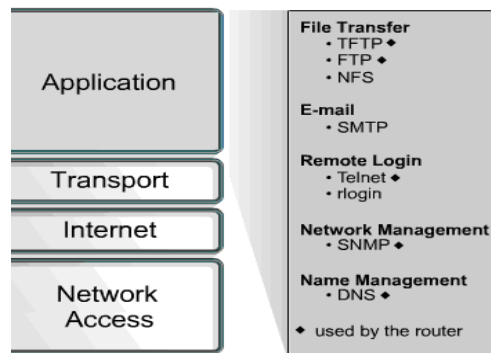 Application
Transport
Internet
Network
Access
File Transfer
• TFTP ◆
• FTP ◆
• NFS
E-mail
• SMTP
Remote Login
• Telnet ◆
• rlogin
Network Management
• SNMP ◆
Name Management
• DNS ◆
◆ used by the router